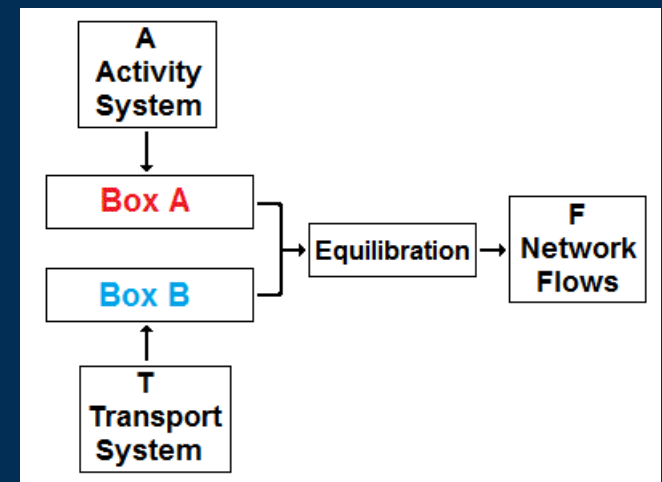 A
Activity
System
Box A
Box B
Equilibration
F
Network
Flows
T
Transport
System